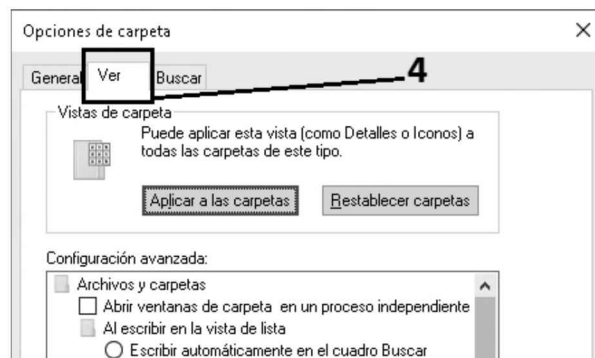 Opciones de carpeta
General Ver Buscar
4
Vistas de carpeta
Puede aplicar esta vista (como Detalles o Iconos) a
todas las carpetas de este tipo.
Aplicar a las carpetas Restablecer carpetas
Configuración avanzada:
Archivos y carpetas
Abrir ventanas de carpeta en un proceso independiente
Al escribir en la vista de lista
Escribir automáticamente en el cuadro Buscar